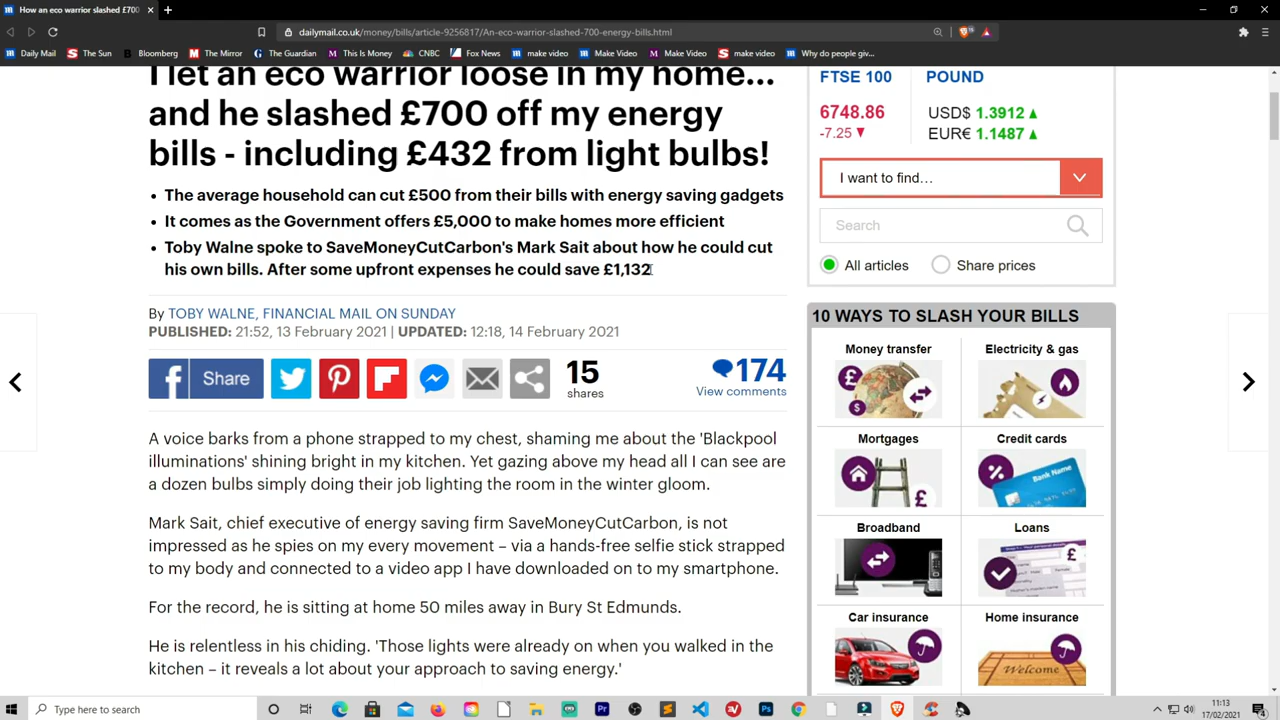 How an eco warrior slashed £700
dailymail.co.uk/money/bills/article-9256817/An-eco-warrior-slashed-700-energy-bills.html
Daily Mail
The Sun
Bloomberg
The Mirror
The Guardian
This Is Money
CNBC
Fox News
make video
Make Video
Make Video
make video
Why do people giv...
I let an eco warrior loose in my home...
and he slashed £700 off my energy
bills - including £432 from light bulbs!
The average household can cut £500 from their bills with energy saving gadgets
It comes as the Government offers £5,000 to make homes more efficient
Toby Walne spoke to SaveMoneyCutCarbon's Mark Sait about how he could cut
his own bills. After some upfront expenses he could save £1,132
By TOBY WALNE, FINANCIAL MAIL ON SUNDAY
PUBLISHED: 21:52, 13 February 2021 | UPDATED: 12:18, 14 February 2021
Share
15
shares
174
View comments
A voice barks from a phone strapped to my chest, shaming me about the 'Blackpool
illuminations' shining bright in my kitchen. Yet gazing above my head all I can see are
a dozen bulbs simply doing their job lighting the room in the winter gloom.
Mark Sait, chief executive of energy saving firm SaveMoneyCutCarbon, is not
impressed as he spies on my every movement – via a hands-free selfie stick strapped
to my body and connected to a video app I have downloaded on to my smartphone.
For the record, he is sitting at home 50 miles away in Bury St Edmunds.
He is relentless in his chiding. 'Those lights were already on when you walked in the
kitchen – it reveals a lot about your approach to saving energy.'
FTSE 100
6748.86
-7.25
POUND
USD$ 1.3912
EUR€ 1.1487
I want to find...
Search
All articles
Share prices
10 WAYS TO SLASH YOUR BILLS
Money transfer
Electricity & gas
Mortgages
Credit cards
Bank Name
Broadband
Loans
Car insurance
Home insurance
Welcome
Type here to search
11:13
17/02/2021